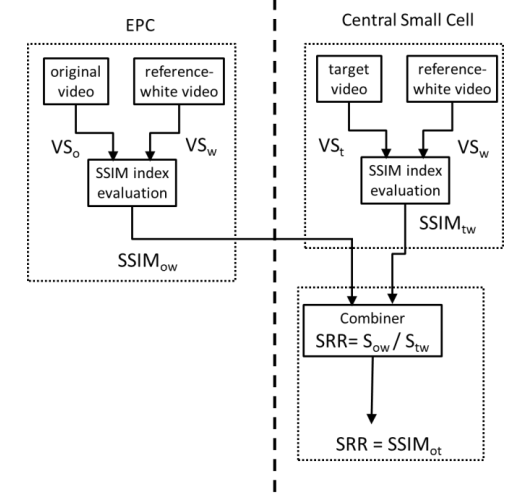 EPC
Central Small Cell
original
video
reference-
white video
target
video
reference-
white video
VSo
VSw
VSt
VSw
SSIM index
evaluation
SSIM index
evaluation
SSIMow
SSIMtw
Combiner
SRR= Sow / Stw
SRR = SSIMot